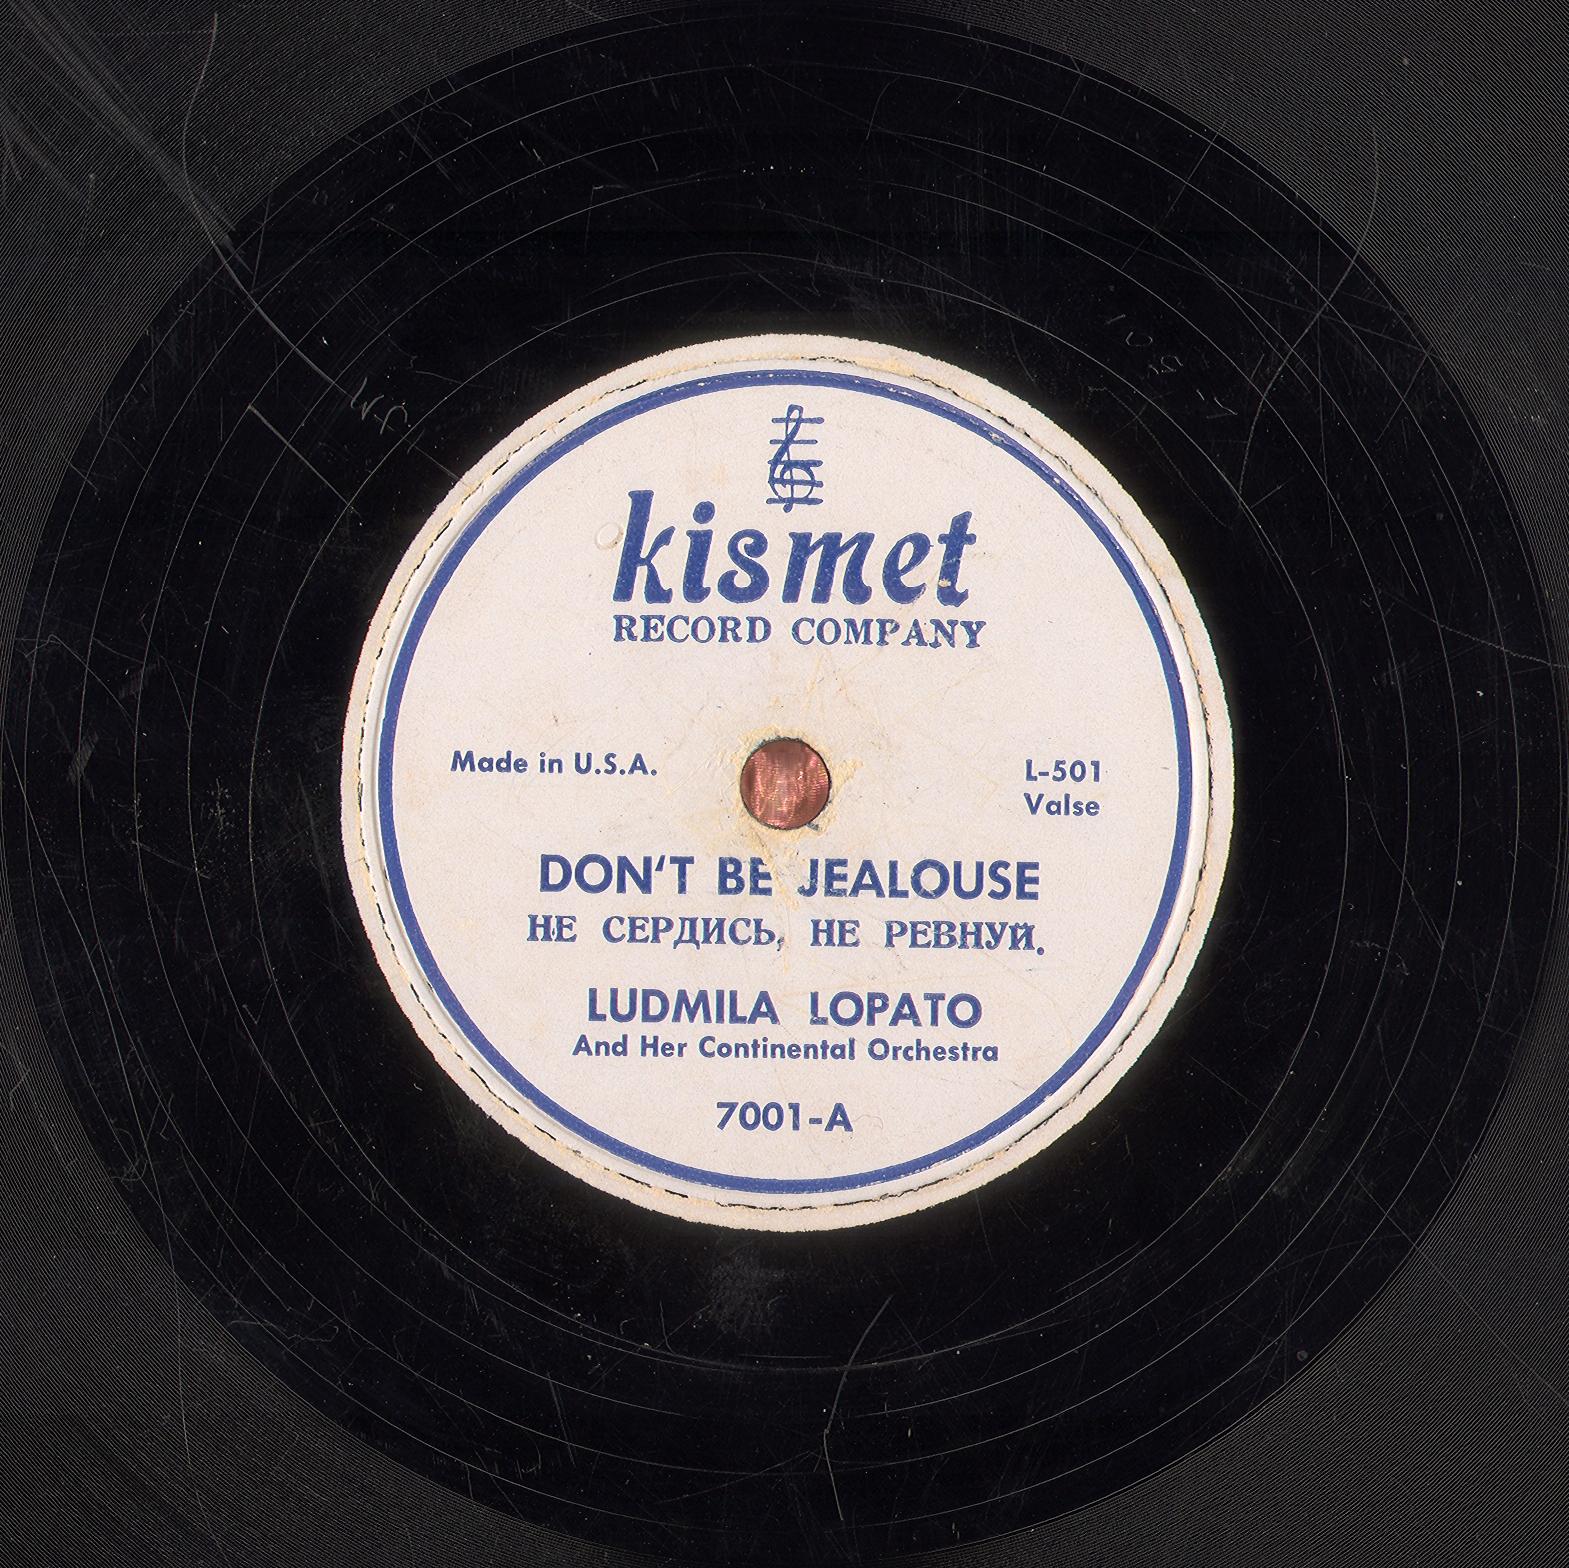 kismet
RECORD COMPANY
Made in U.S.A.
L-501
Valse
DON'T BE JEALOUSE
НЕ СЕРДИСЬ, НЕ РЕВНУЙ.
LUDMILA LOPATO
And Her Continental Orchestra
7001-A